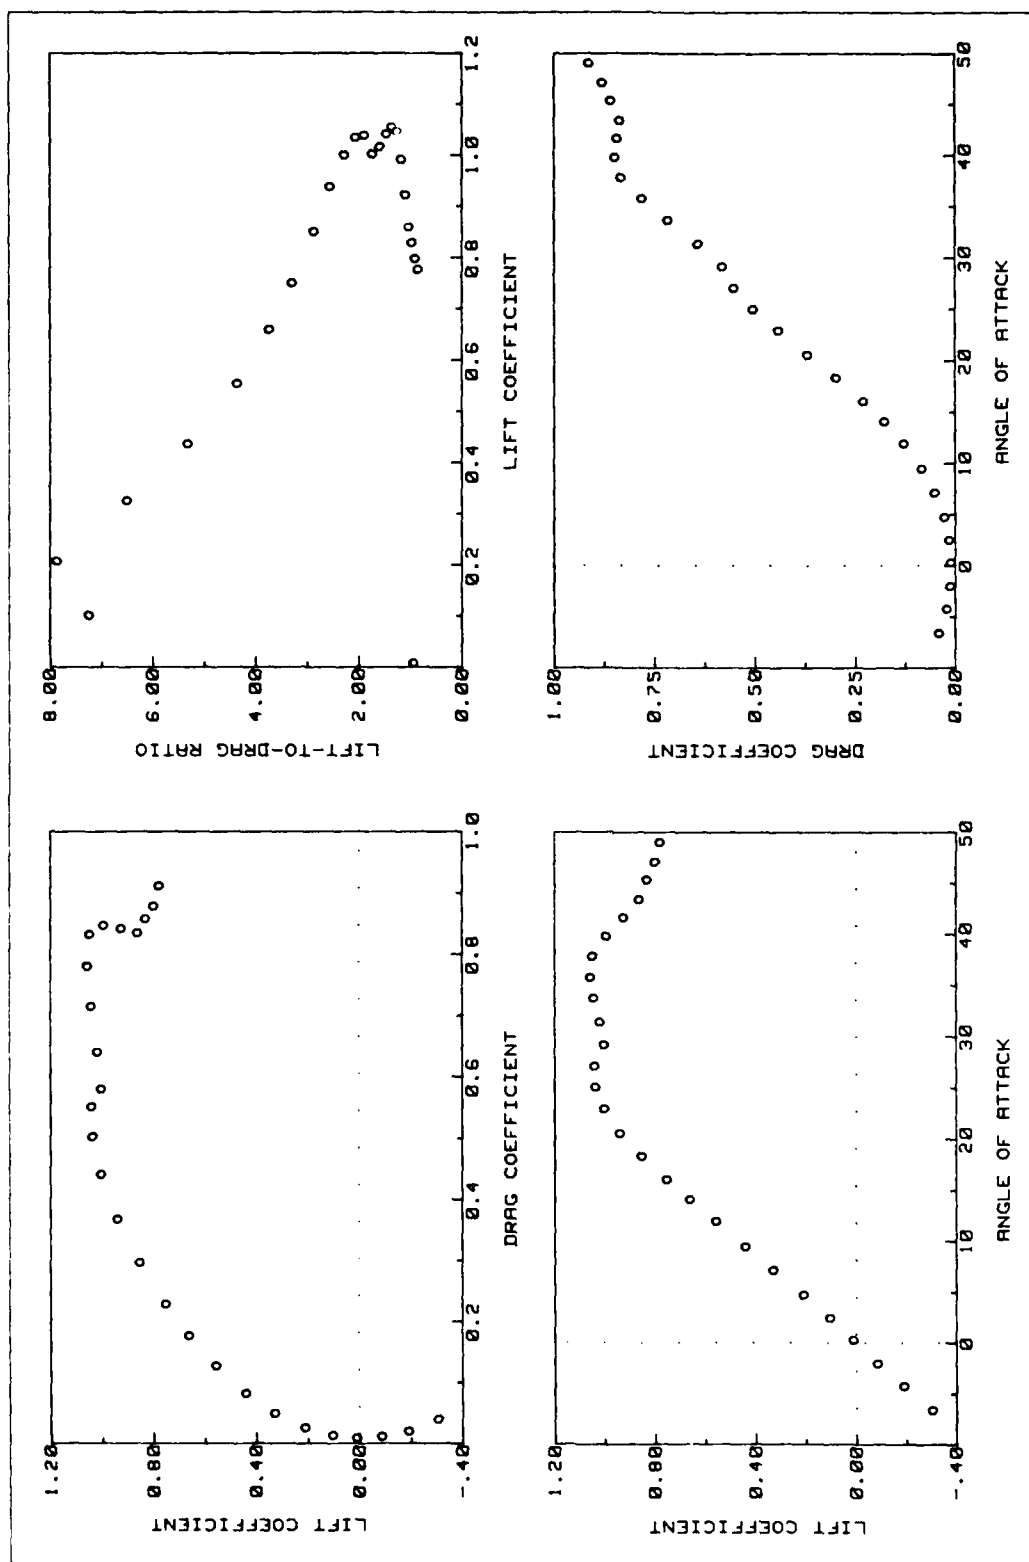 LIFT COEFFICIENT
1.20
0.80
0.40
0.00
-.40
0.2 0.4 0.6 0.8 1.0
DRAG COEFFICIENT
LIFT-TO-DRAG RATIO
8.00
6.00
4.00
2.00
0.00
0.2 0.4 0.6 0.8 1.0 1.2
LIFT COEFFICIENT
LIFT COEFFICIENT
1.20
0.80
0.40
0.00
-.40
0 10 20 30 40 50
ANGLE OF ATTACK
DRAG COEFFICIENT
1.00
0.75
0.50
0.25
0.00
0 10 20 30 40 50
ANGLE OF ATTACK